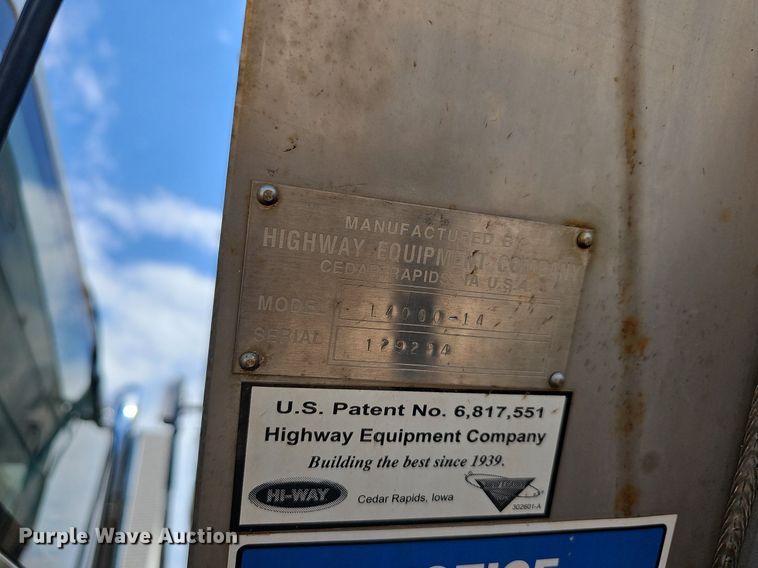 MANUFACTURED BY
HIGHWAY EQUIPMENT COMPANY
CEDAR RAPIDS, IA U.S.A.
MODEL L4000-14
SERIAL 129294
U.S. Patent No. 6,817,551
Highway Equipment Company
Building the best since 1939.
HI-WAY
Cedar Rapids, Iowa
302601-A
NOTICE
Purple Wave Auction